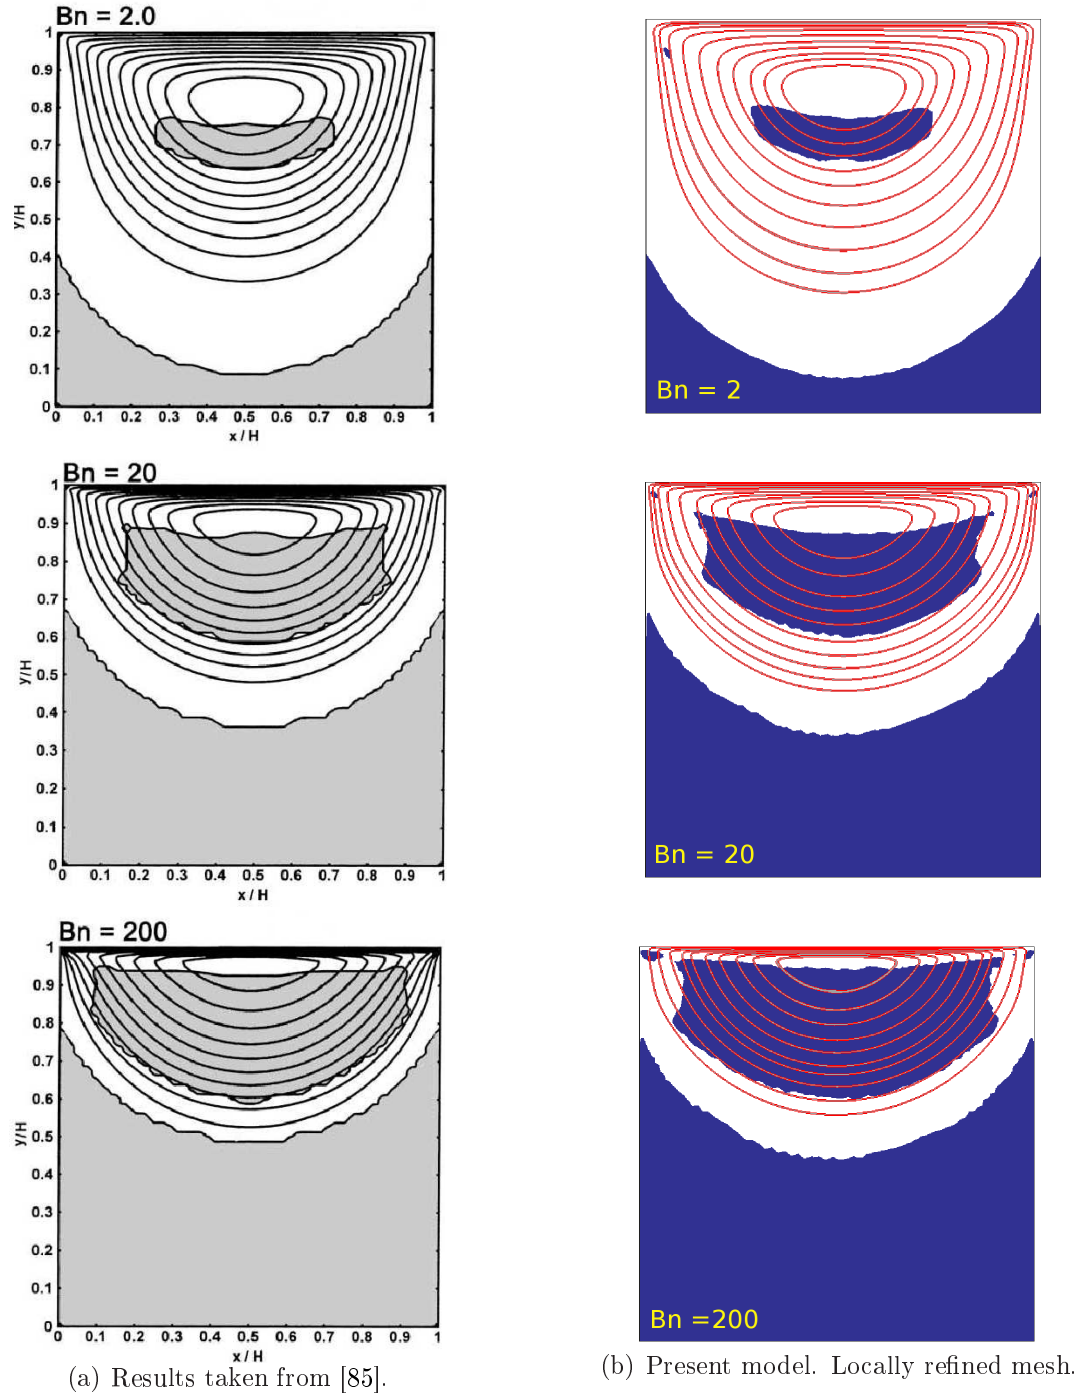 Bn = 2.0
1
0.9
0.8
0.7
0.6
0.5
0.4
0.3
0.2
0.1
0
y/H
0 0.1 0.2 0.3 0.4 0.5 0.6 0.7 0.8 0.9 1
x / H
Bn = 2
Bn = 20
1
0.9
0.8
0.7
0.6
0.5
0.4
0.3
0.2
0.1
0
y/H
0 0.1 0.2 0.3 0.4 0.5 0.6 0.7 0.8 0.9 1
x / H
Bn = 20
Bn = 200
1
0.9
0.8
0.7
0.6
0.5
0.4
0.3
0.2
0.1
0
y/H
0 0.1 0.2 0.3 0.4 0.5 0.6 0.7 0.8 0.9 1
x / H
Bn =200
(a) Results taken from [85].
(b) Present model. Locally refined mesh.